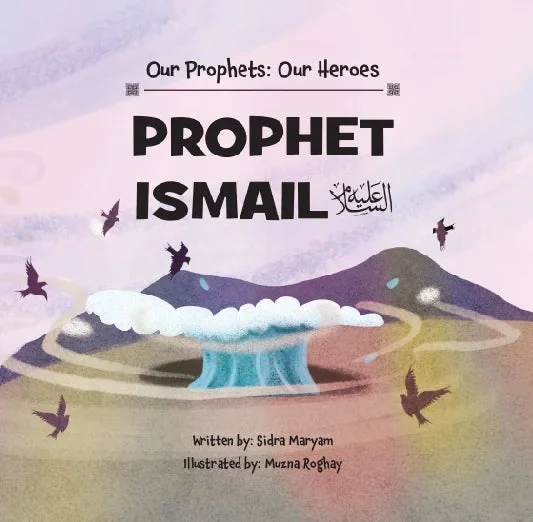 Our Prophets: Our Heroes
PROPHET
ISMAIL عليه السلام
Written by: Sidra Maryam
Illustrated by: Muzna Roghay